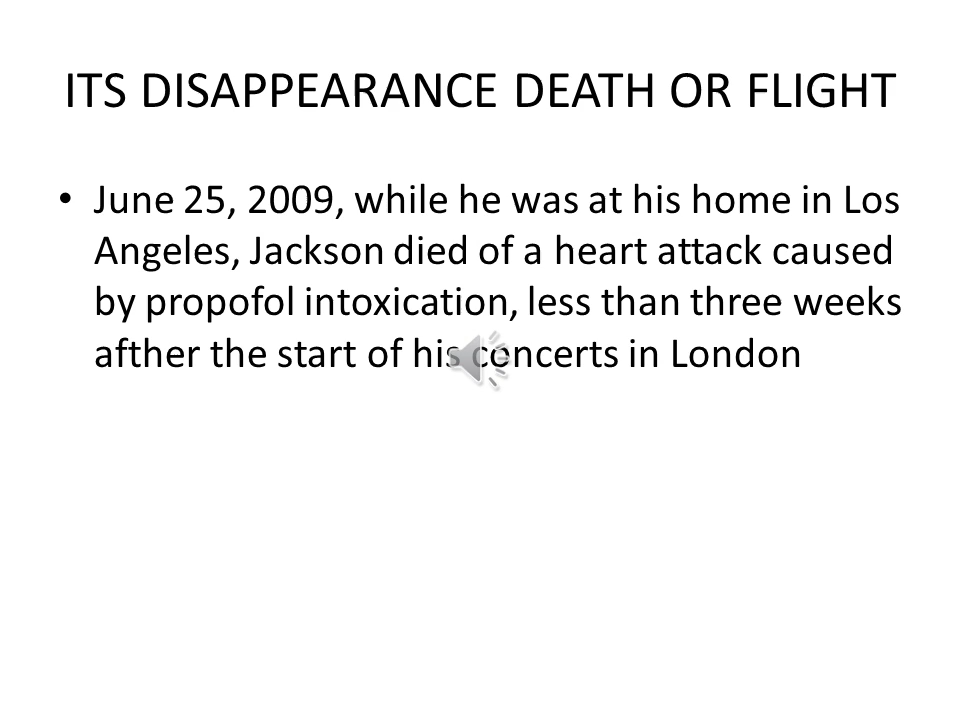 ITS DISAPPEARANCE DEATH OR FLIGHT
• June 25, 2009, while he was at his home in Los
Angeles, Jackson died of a heart attack caused
by propofol intoxication, less than three weeks
afther the start of his concerts in London